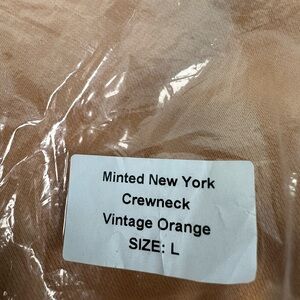 Minted New York
Crewneck
Vintage Orange
SIZE: L